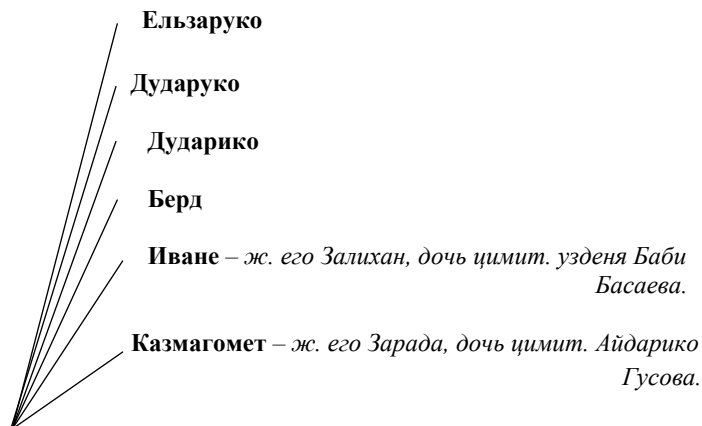 Ельзаруко
Дударуко
Дударико
Берд
Иване – ж. его Залихан, дочь цимит. узденя Баби
Басаева.
Казмагомет – ж. его Зарада, дочь цимит. Айдарико
Гусова.